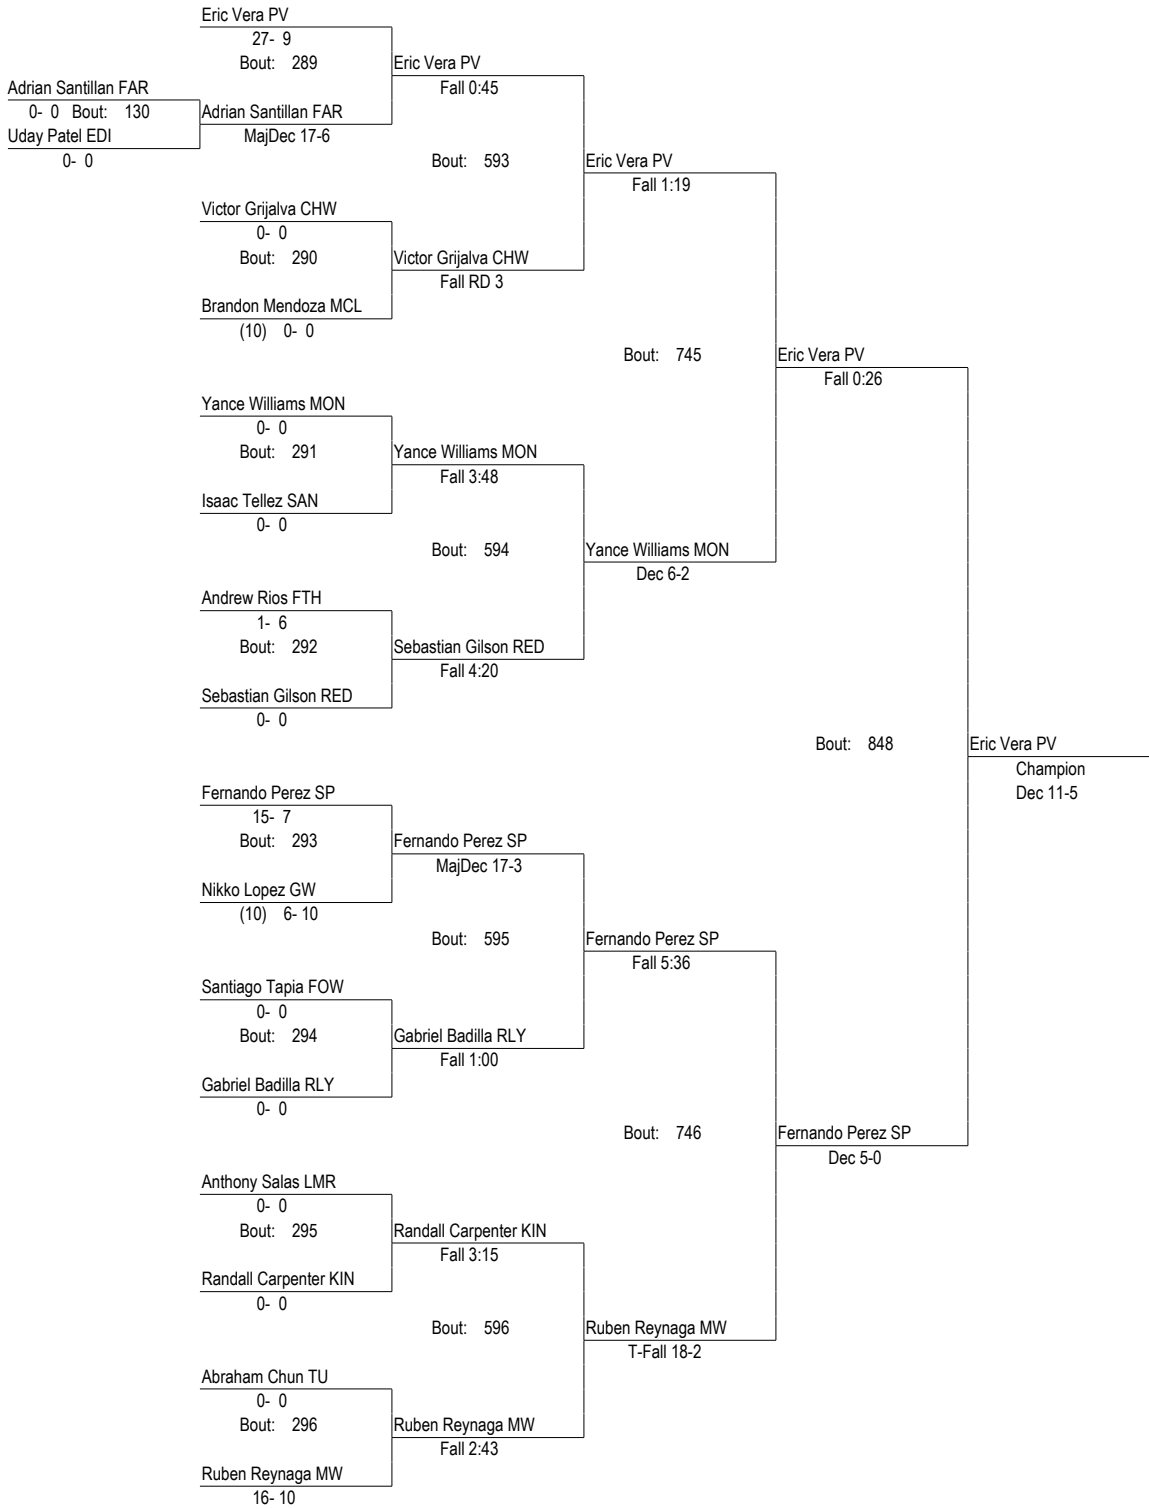 Eric Vera PV
27- 9
Bout: 289
Eric Vera PV
Fall 0:45
Adrian Santillan FAR
0- 0 Bout: 130
Adrian Santillan FAR
Uday Patel EDI
MajDec 17-6
0- 0
Bout: 593
Eric Vera PV
Fall 1:19
Victor Grijalva CHW
0- 0
Bout: 290
Victor Grijalva CHW
Fall RD 3
Brandon Mendoza MCL
(10) 0- 0
Bout: 745
Eric Vera PV
Fall 0:26
Yance Williams MON
0- 0
Bout: 291
Yance Williams MON
Fall 3:48
Isaac Tellez SAN
0- 0
Bout: 594
Yance Williams MON
Dec 6-2
Andrew Rios FTH
1- 6
Bout: 292
Sebastian Gilson RED
Fall 4:20
Sebastian Gilson RED
0- 0
Bout: 848
Eric Vera PV
Champion
Dec 11-5
Fernando Perez SP
15- 7
Bout: 293
Fernando Perez SP
MajDec 17-3
Nikko Lopez GW
(10) 6- 10
Bout: 595
Fernando Perez SP
Fall 5:36
Santiago Tapia FOW
0- 0
Bout: 294
Gabriel Badilla RLY
Fall 1:00
Gabriel Badilla RLY
0- 0
Bout: 746
Fernando Perez SP
Dec 5-0
Anthony Salas LMR
0- 0
Bout: 295
Randall Carpenter KIN
Fall 3:15
Randall Carpenter KIN
0- 0
Bout: 596
Ruben Reynaga MW
T-Fall 18-2
Abraham Chun TU
0- 0
Bout: 296
Ruben Reynaga MW
Fall 2:43
Ruben Reynaga MW
16- 10